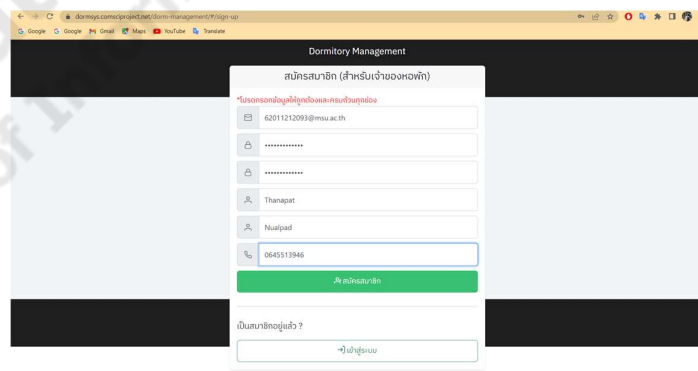 dormsys.comsciproject.net/dorm-management/#/sign-up
Google Google Gmail Maps YouTube Translate
Dormitory Management
สมัครสมาชิก (สำหรับเจ้าของหอพัก)
*โปรดกรอกข้อมูลให้ถูกต้องและครบถ้วนทุกช่อง
62011212093@msu.ac.th
•••••••••••••
•••••••••••••
Thanapat
Nualpad
0645513946
สมัครสมาชิก
เป็นสมาชิกอยู่แล้ว ?
เข้าสู่ระบบ